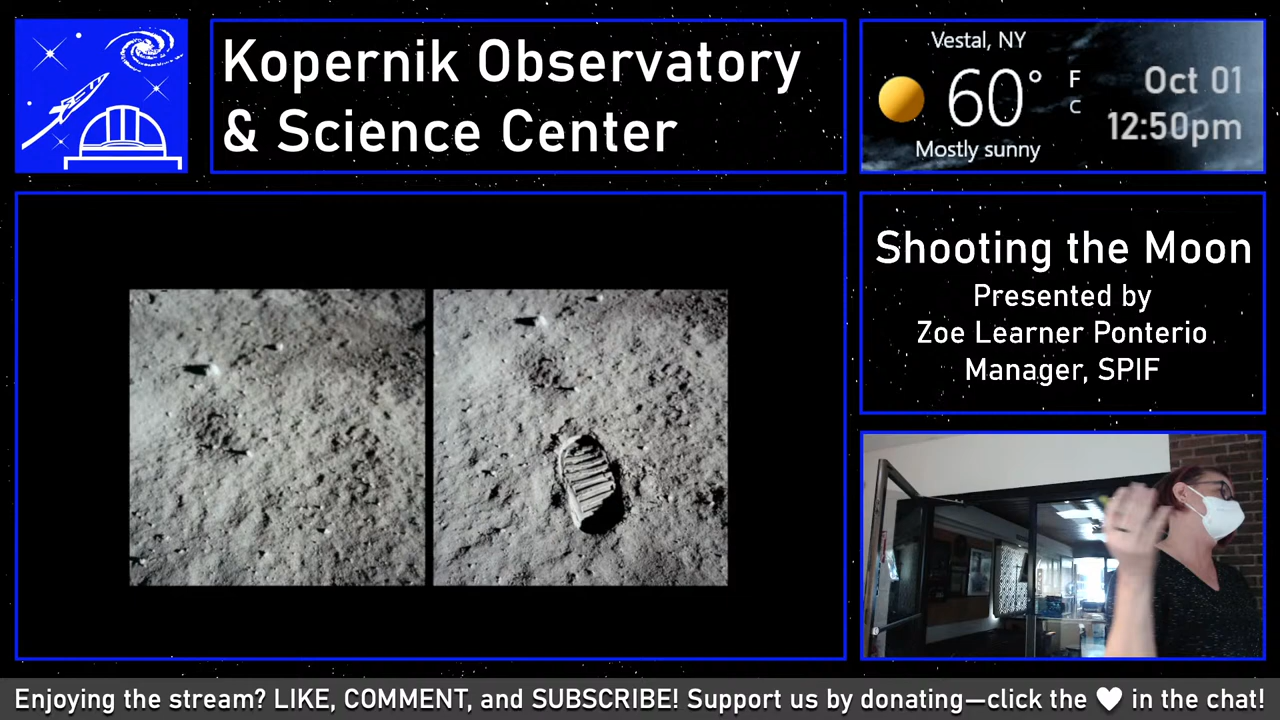 Kopernik Observatory
& Science Center
Vestal, NY
60° F
C
Mostly sunny
Oct 01
12:50pm
Shooting the Moon
Presented by
Zoe Learner Ponterio
Manager, SPIF
Enjoying the stream? LIKE, COMMENT, and SUBSCRIBE! Support us by donating—click the ♥ in the chat!